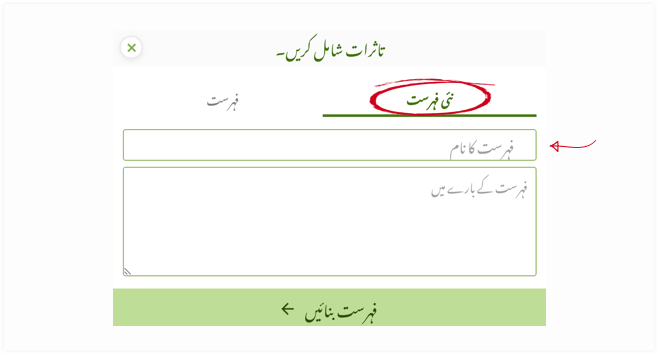 تاثرات شامل کریں۔
نئی فہرست
فہرست
فہرست کا نام
فہرست کے بارے میں
فہرست بنائیں